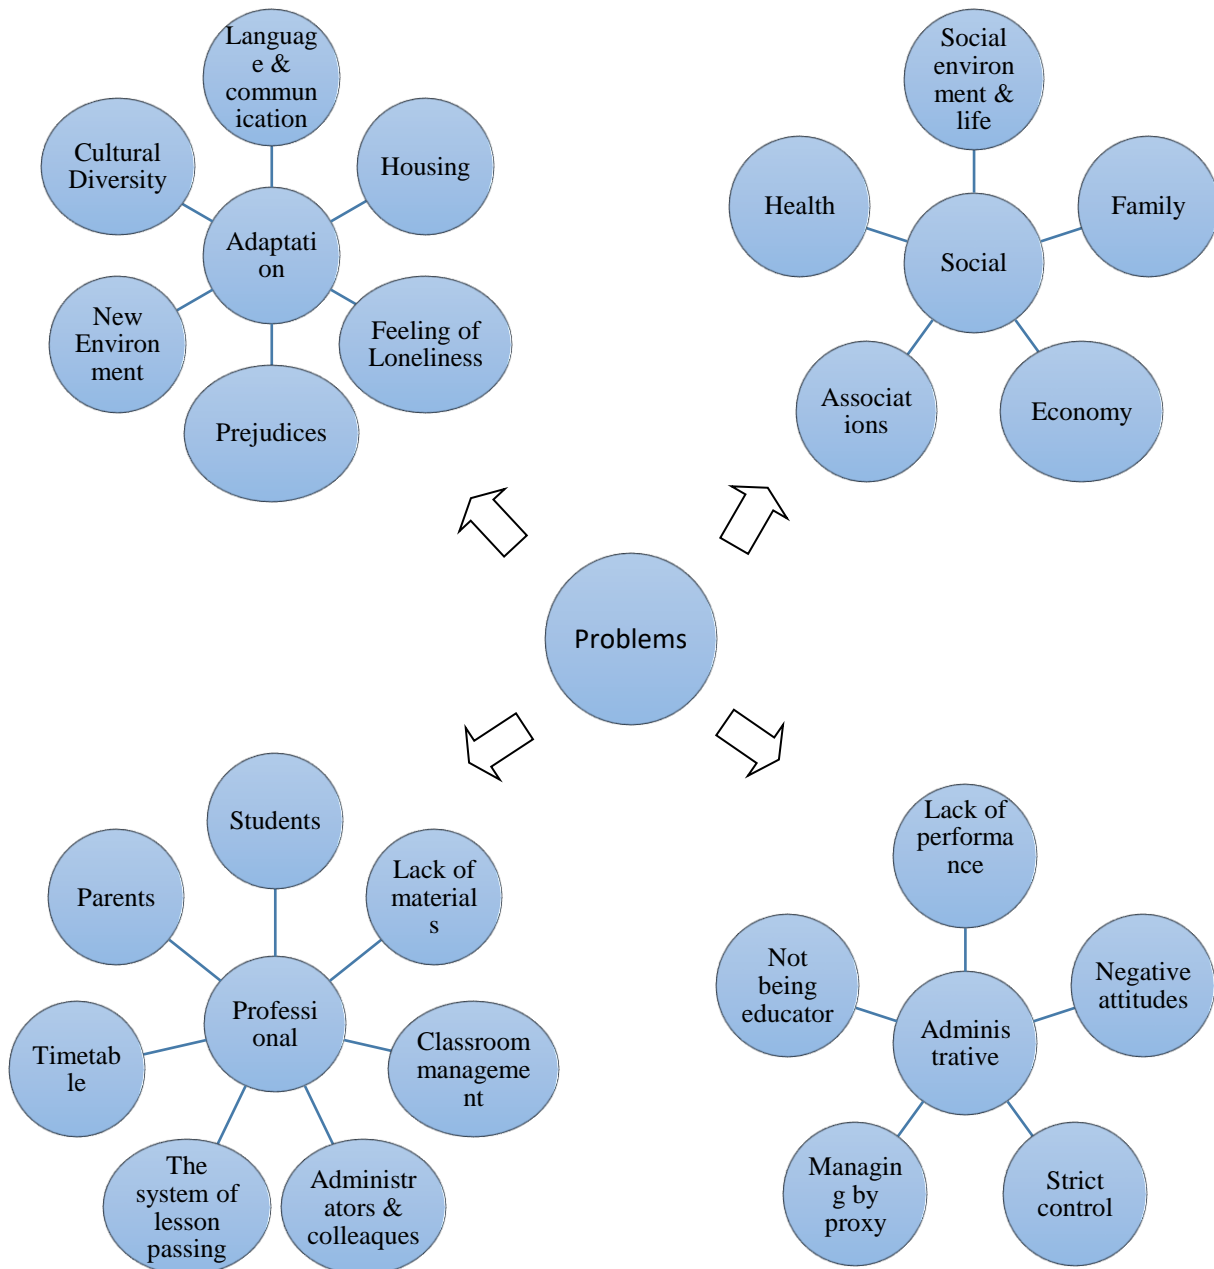 Languag
e &
commun
ication
Cultural
Diversity
Housing
Adaptati
on
New
Environ
ment
Feeling of
Loneliness
Prejudices
Social
environ
ment &
life
Health
Family
Social
Associat
ions
Economy
Problems
Students
Parents
Lack of
material
s
Professi
onal
Timetab
le
Classroom
manageme
nt
The
system of
lesson
passing
Administr
ators &
colleaques
Lack of
performa
nce
Not
being
educator
Negative
attitudes
Adminis
trative
Managin
g by
proxy
Strict
control